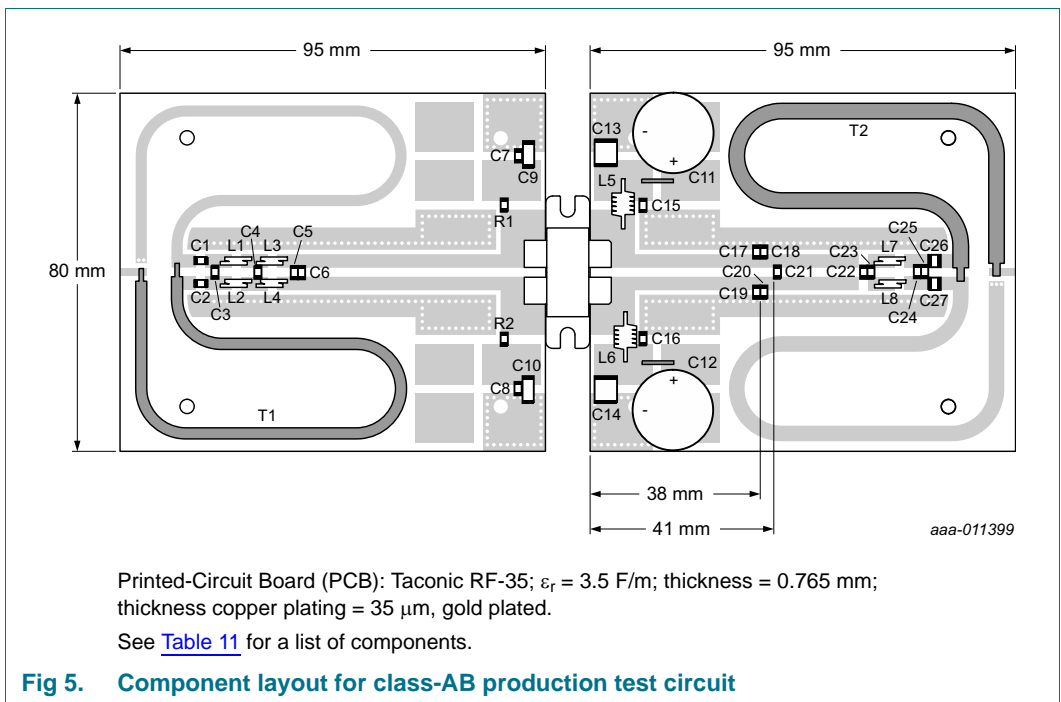 95 mm
95 mm
80 mm
C7
C9
R1
C1
L1
C4
L3
C5
C6
C2
C3
L2
L4
R2
C10
C8
T1
C13
-
+
C11
L5
C15
T2
C17
C18
C20
C21
C19
C23
L7
C25
C26
C22
L8
C24
C27
L6
C16
C12
+
-
C14
38 mm
41 mm
aaa-011399
Printed-Circuit Board (PCB): Taconic RF-35; εr = 3.5 F/m; thickness = 0.765 mm;
thickness copper plating = 35 μm, gold plated.
See Table 11 for a list of components.
Fig 5. Component layout for class-AB production test circuit